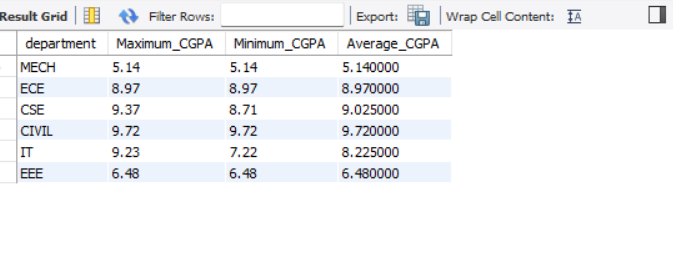 Result Grid Filter Rows: Export: Wrap Cell Content: IA
department Maximum_CGPA Minimum_CGPA Average_CGPA
MECH 5.14 5.14 5.140000
ECE 8.97 8.97 8.970000
CSE 9.37 8.71 9.025000
CIVIL 9.72 9.72 9.720000
IT 9.23 7.22 8.225000
EEE 6.48 6.48 6.480000